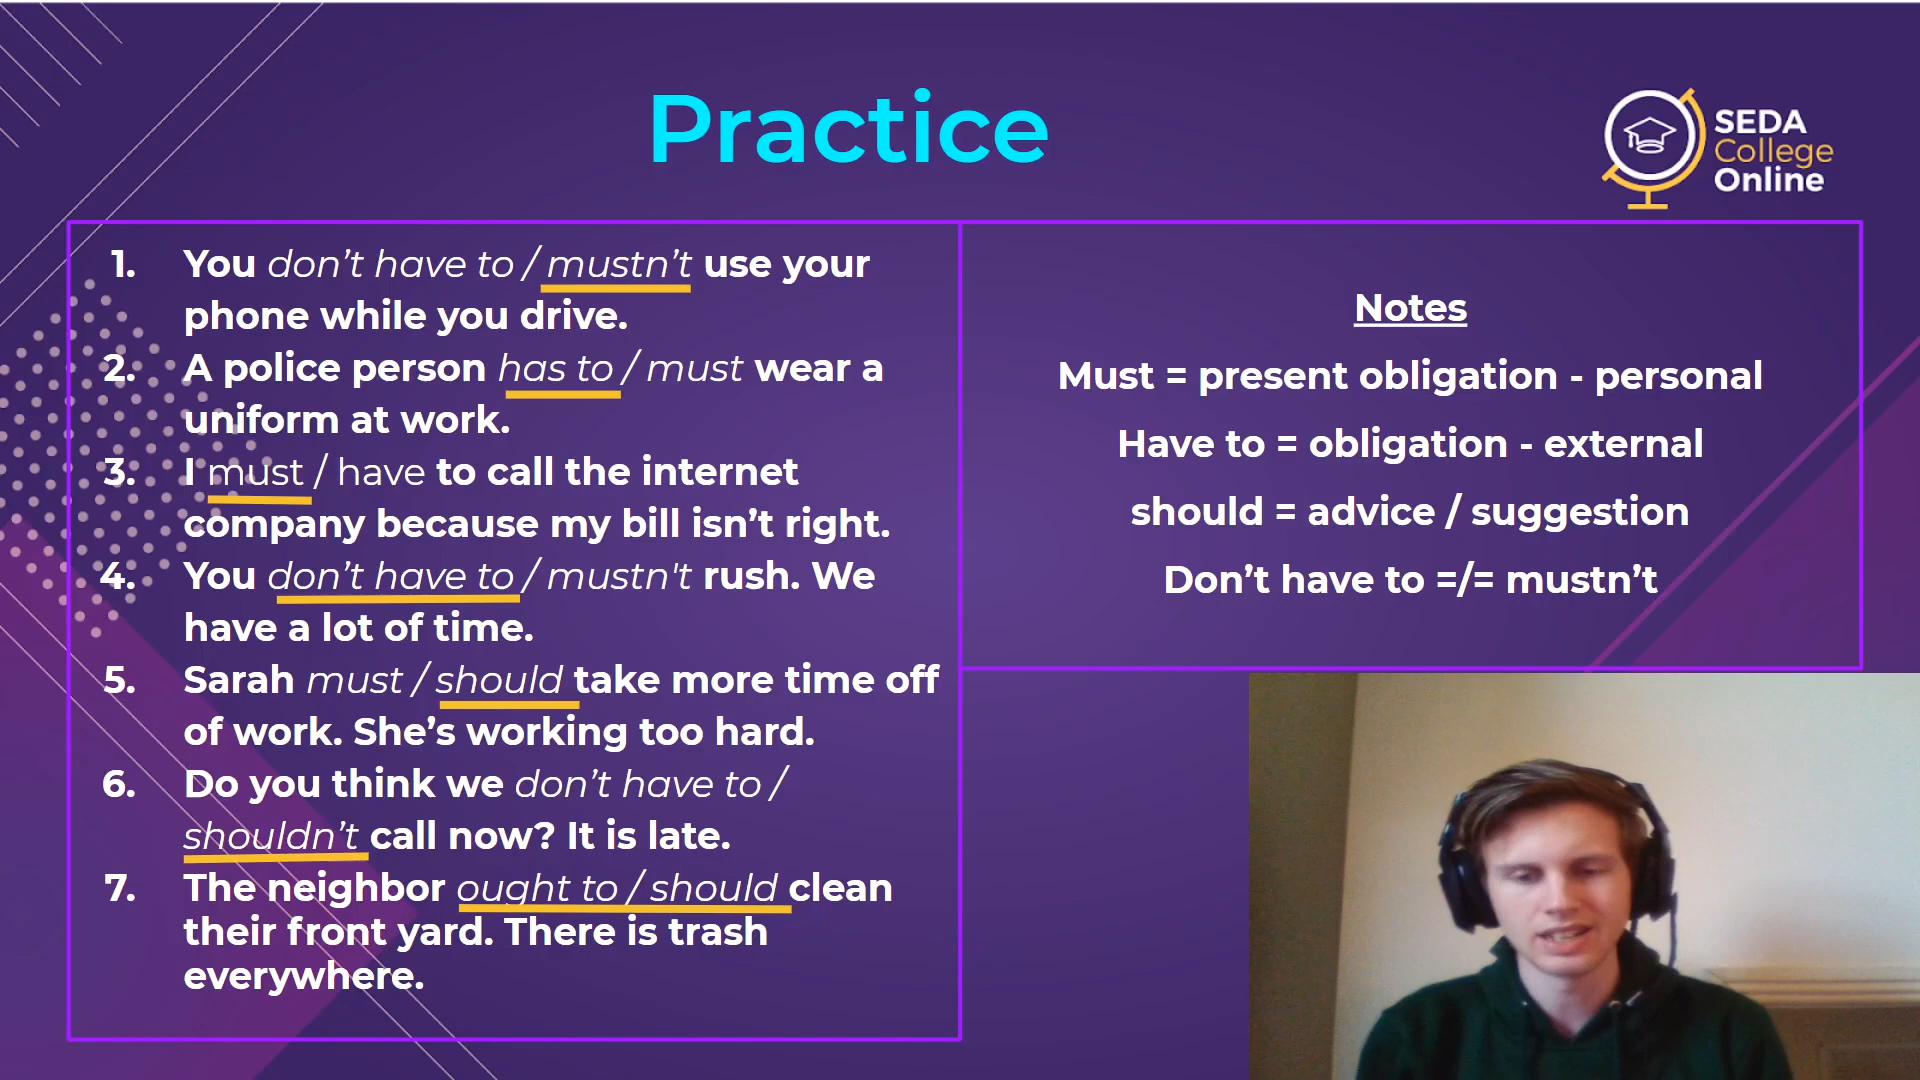 Practice
SEDA
College
Online
1. You don’t have to / mustn’t use your
phone while you drive.
2. A police person has to / must wear a
uniform at work.
3. I must / have to call the internet
company because my bill isn’t right.
4. You don’t have to / mustn't rush. We
have a lot of time.
5. Sarah must / should take more time off
of work. She’s working too hard.
6. Do you think we don’t have to /
shouldn’t call now? It is late.
7. The neighbor ought to / should clean
their front yard. There is trash
everywhere.
Notes
Must = present obligation - personal
Have to = obligation - external
should = advice / suggestion
Don’t have to =/= mustn’t